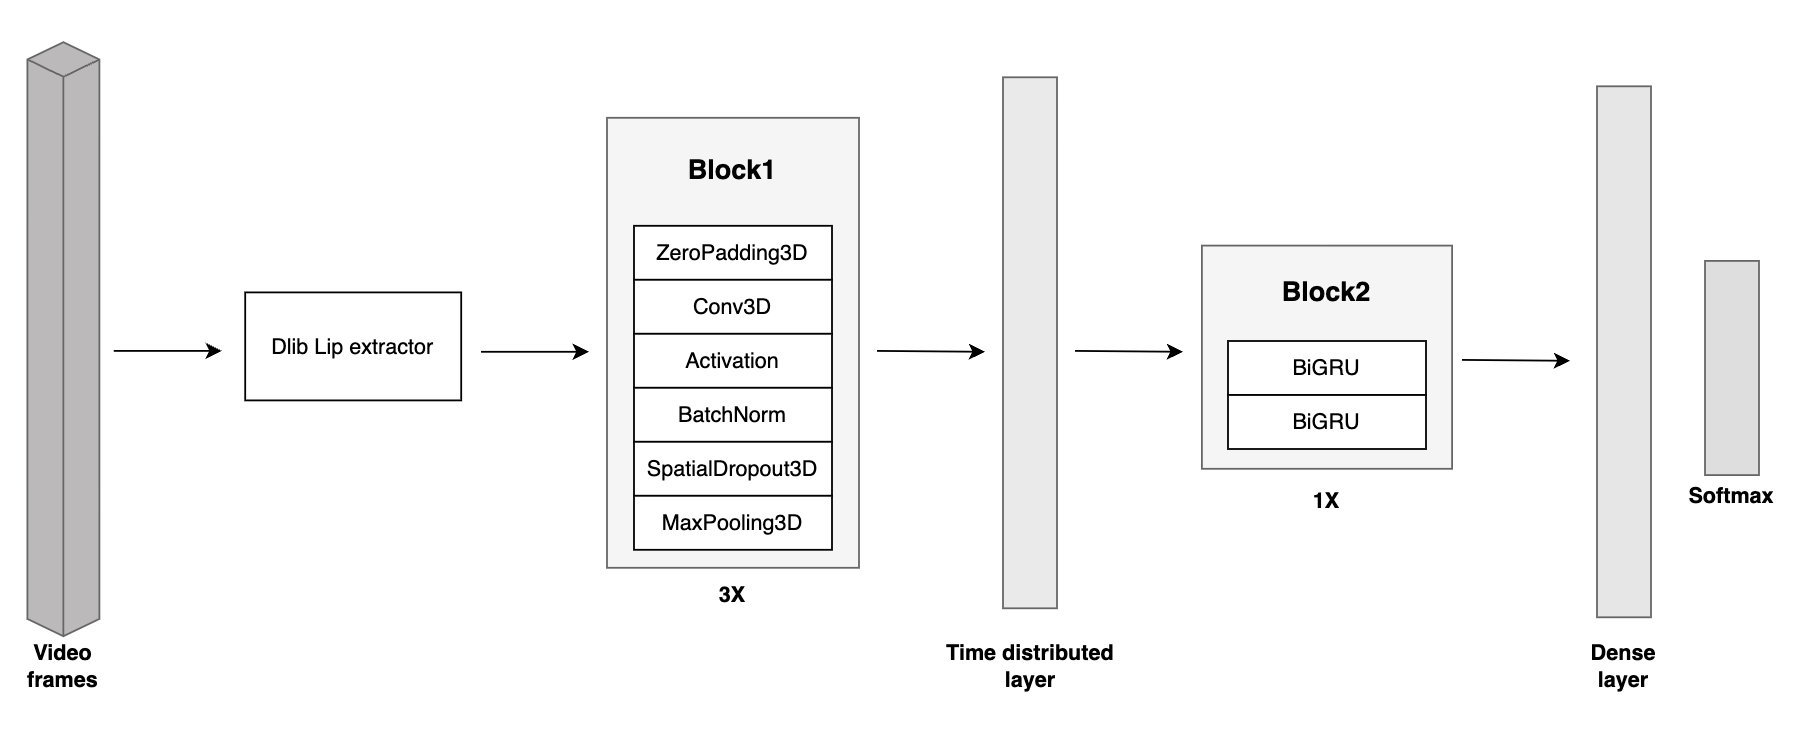 Video
frames
Dlib Lip extractor
Block1
ZeroPadding3D
Conv3D
Activation
BatchNorm
SpatialDropout3D
MaxPooling3D
3X
Time distributed
layer
Block2
BiGRU
BiGRU
1X
Dense
layer
Softmax